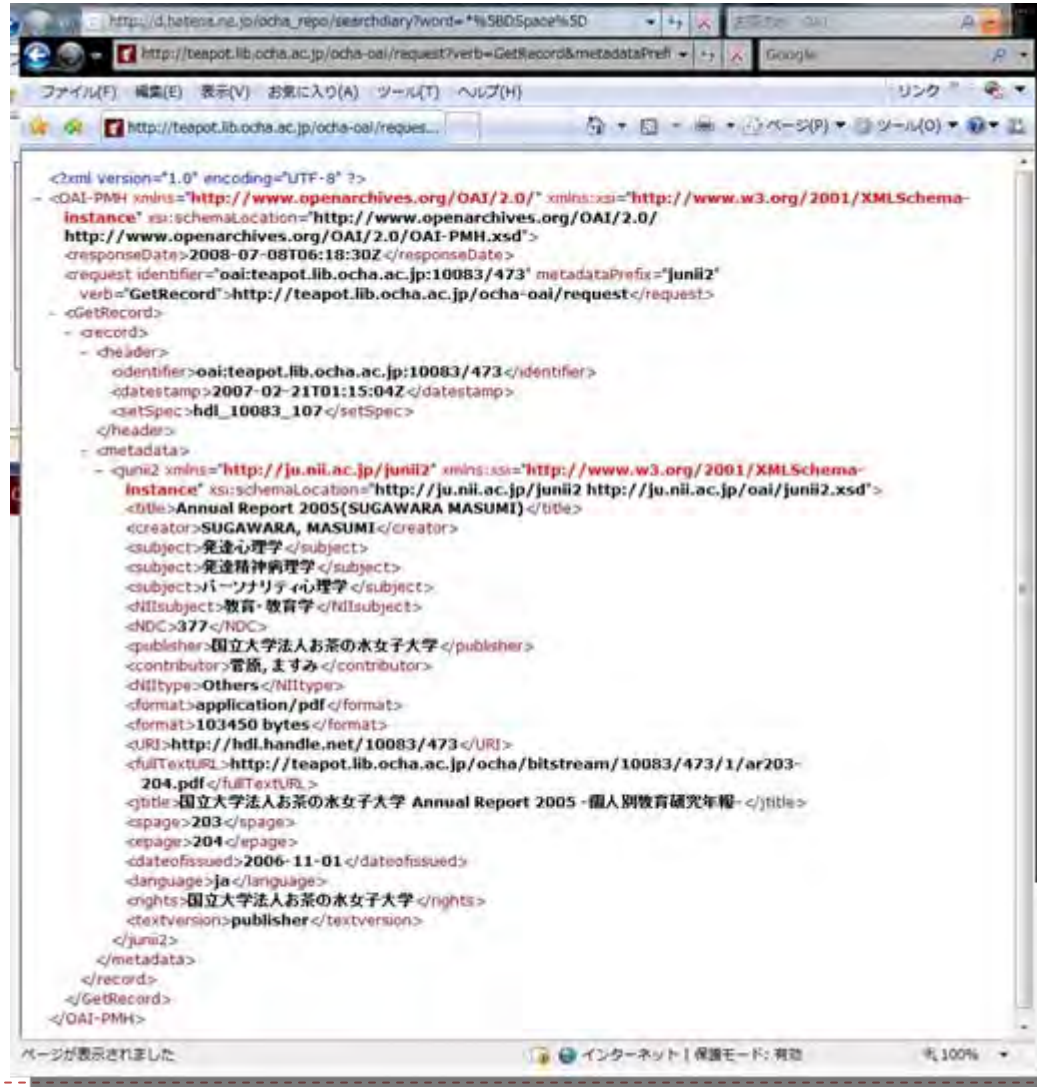 http://d.hatena.ne.jp/ocha_repo/searchdiary?word=*%5BDSpace%5D
http://teapot.lib.ocha.ac.jp/ocha-oai/request?verb=GetRecord&metadataPrefi
Google
ファイル(F) 編集(E) 表示(V) お気に入り(A) ツール(T) ヘルプ(H)
リンク
http://teapot.lib.ocha.ac.jp/ocha-oai/reques...
ページ(P) ツール(O)
<?xml version="1.0" encoding="UTF-8" ?>
- <OAI-PMH xmlns="http://www.openarchives.org/OAI/2.0/" xmlns:xsi="http://www.w3.org/2001/XMLSchema-
instance" xsi:schemaLocation="http://www.openarchives.org/OAI/2.0/
http://www.openarchives.org/OAI/2.0/OAI-PMH.xsd">
<responseDate>2008-07-08T06:18:30Z</responseDate>
<request identifier="oai:teapot.lib.ocha.ac.jp:10083/473" metadataPrefix="junii2"
verb="GetRecord">http://teapot.lib.ocha.ac.jp/ocha-oai/request</request>
- <GetRecord>
- <record>
- <header>
<identifier>oai:teapot.lib.ocha.ac.jp:10083/473</identifier>
<datestamp>2007-02-21T01:15:04Z</datestamp>
<setSpec>hdl_10083_107</setSpec>
</header>
- <metadata>
- <junii2 xmlns="http://ju.nii.ac.jp/junii2" xmlns:xsi="http://www.w3.org/2001/XMLSchema-
instance" xsi:schemaLocation="http://ju.nii.ac.jp/junii2 http://ju.nii.ac.jp/oai/junii2.xsd">
<title>Annual Report 2005(SUGAWARA MASUMI)</title>
<creator>SUGAWARA, MASUMI</creator>
<subject>発達心理学</subject>
<subject>発達精神病理学</subject>
<subject>パーソナリティ心理学</subject>
<NIIsubject>教育・教育学</NIIsubject>
<NDC>377</NDC>
<publisher>国立大学法人お茶の水女子大学</publisher>
<contributor>菅原, ますみ</contributor>
<NIItype>Others</NIItype>
<format>application/pdf</format>
<format>103450 bytes</format>
<URI>http://hdl.handle.net/10083/473</URI>
<fullTextURL>http://teapot.lib.ocha.ac.jp/ocha/bitstream/10083/473/1/ar203-
204.pdf</fullTextURL>
<jtitle>国立大学法人お茶の水女子大学 Annual Report 2005 -個人別教育研究年報-</jtitle>
<spage>203</spage>
<epage>204</epage>
<dateofissued>2006-11-01</dateofissued>
<language>ja</language>
<rights>国立大学法人お茶の水女子大学</rights>
<textversion>publisher</textversion>
</junii2>
</metadata>
</record>
</GetRecord>
</OAI-PMH>
ページが表示されました
インターネット | 保護モード: 有効
100%